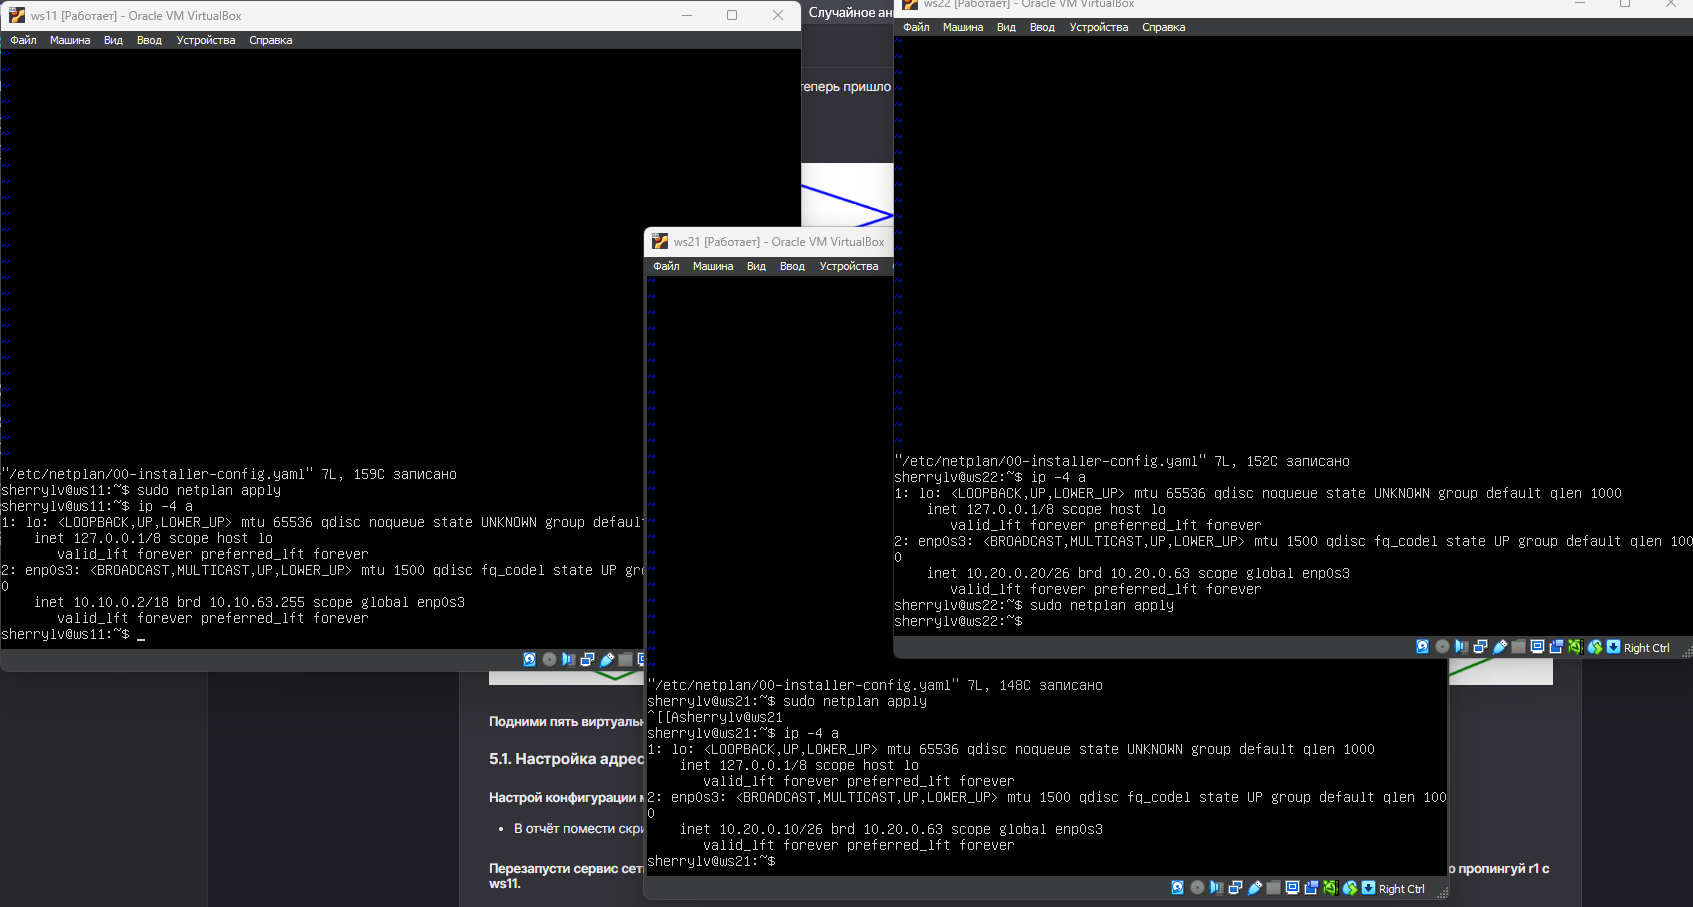 ws11 [Работает] - Oracle VM VirtualBox
Файл Машина Вид Ввод Устройства Справка
"/etc/netplan/00-installer-config.yaml" 7L, 159C записано
sherrylv@ws11:~$ sudo netplan apply
sherrylv@ws11:~$ ip -4 a
1: lo: <LOOPBACK,UP,LOWER_UP> mtu 65536 qdisc noqueue state UNKNOWN group default
    inet 127.0.0.1/8 scope host lo
       valid_lft forever preferred_lft forever
2: enp0s3: <BROADCAST,MULTICAST,UP,LOWER_UP> mtu 1500 qdisc fq_codel state UP gr
0
    inet 10.10.0.2/18 brd 10.10.63.255 scope global enp0s3
       valid_lft forever preferred_lft forever
sherrylv@ws11:~$ _
Случайное ан
теперь пришло
ws22 [Работает] - Oracle VM VirtualBox
Файл Машина Вид Ввод Устройства Справка
"/etc/netplan/00-installer-config.yaml" 7L, 152C записано
sherrylv@ws22:~$ ip -4 a
1: lo: <LOOPBACK,UP,LOWER_UP> mtu 65536 qdisc noqueue state UNKNOWN group default qlen 1000
    inet 127.0.0.1/8 scope host lo
       valid_lft forever preferred_lft forever
2: enp0s3: <BROADCAST,MULTICAST,UP,LOWER_UP> mtu 1500 qdisc fq_codel state UP group default qlen 100
0
    inet 10.20.0.20/26 brd 10.20.0.63 scope global enp0s3
       valid_lft forever preferred_lft forever
sherrylv@ws22:~$ sudo netplan apply
sherrylv@ws22:~$
Right Ctrl
ws21 [Работает] - Oracle VM VirtualBox
Файл Машина Вид Ввод Устройства
"/etc/netplan/00-installer-config.yaml" 7L, 148C записано
sherrylv@ws21:~$ sudo netplan apply
^[[Asherrylv@ws21
sherrylv@ws21:~$ ip -4 a
1: lo: <LOOPBACK,UP,LOWER_UP> mtu 65536 qdisc noqueue state UNKNOWN group default qlen 1000
    inet 127.0.0.1/8 scope host lo
       valid_lft forever preferred_lft forever
2: enp0s3: <BROADCAST,MULTICAST,UP,LOWER_UP> mtu 1500 qdisc fq_codel state UP group default qlen 100
0
    inet 10.20.0.10/26 brd 10.20.0.63 scope global enp0s3
       valid_lft forever preferred_lft forever
sherrylv@ws21:~$
Right Ctrl
Подними пять виртуальн
5.1. Настройка адрес
Настрой конфигурации м
• В отчёт помести скри
Перезапусти сервис сет
о пропингуй r1 с
ws11.